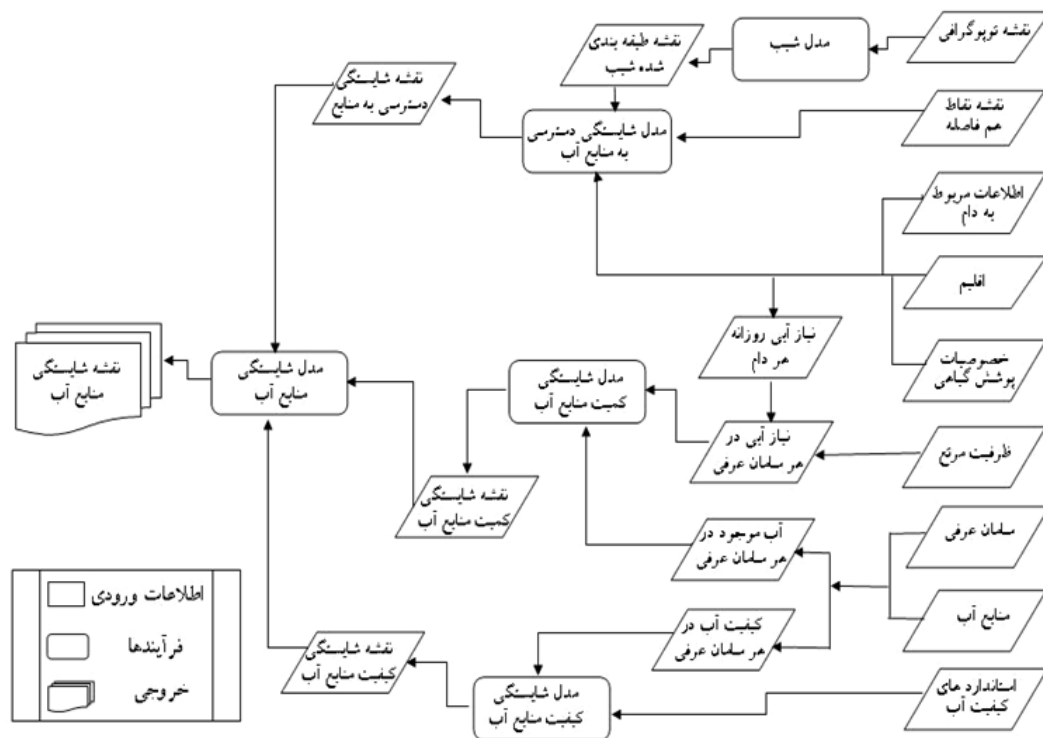 نقشه توپوگرافی
مدل شیب
نقشه طبقه بندی
شده شیب
نقشه شایستگی
دسترسی به منابع
نقشه نقاط
هم فاصله
مدل شایستگی دسترسی
به منابع آب
اطلاعات مربوط
به دام
اقلیم
نیاز آبی روزانه
هر دام
خصوصیات
پوشش گیاهی
نقشه شایستگی
منابع آب
مدل شایستگی
منابع آب
مدل شایستگی
کمیت منابع آب
نیاز آبی در
هر سامان عرفی
ظرفیت مرتع
نقشه شایستگی
کمیت منابع آب
سامان عرفی
آب موجود در
هر سامان عرفی
منابع آب
کیفیت آب در
هر سامان عرفی
نقشه شایستگی
کیفیت منابع آب
استاندارد های
کیفیت آب
مدل شایستگی
کیفیت منابع آب
اطلاعات ورودی
فرآیندها
خروجی